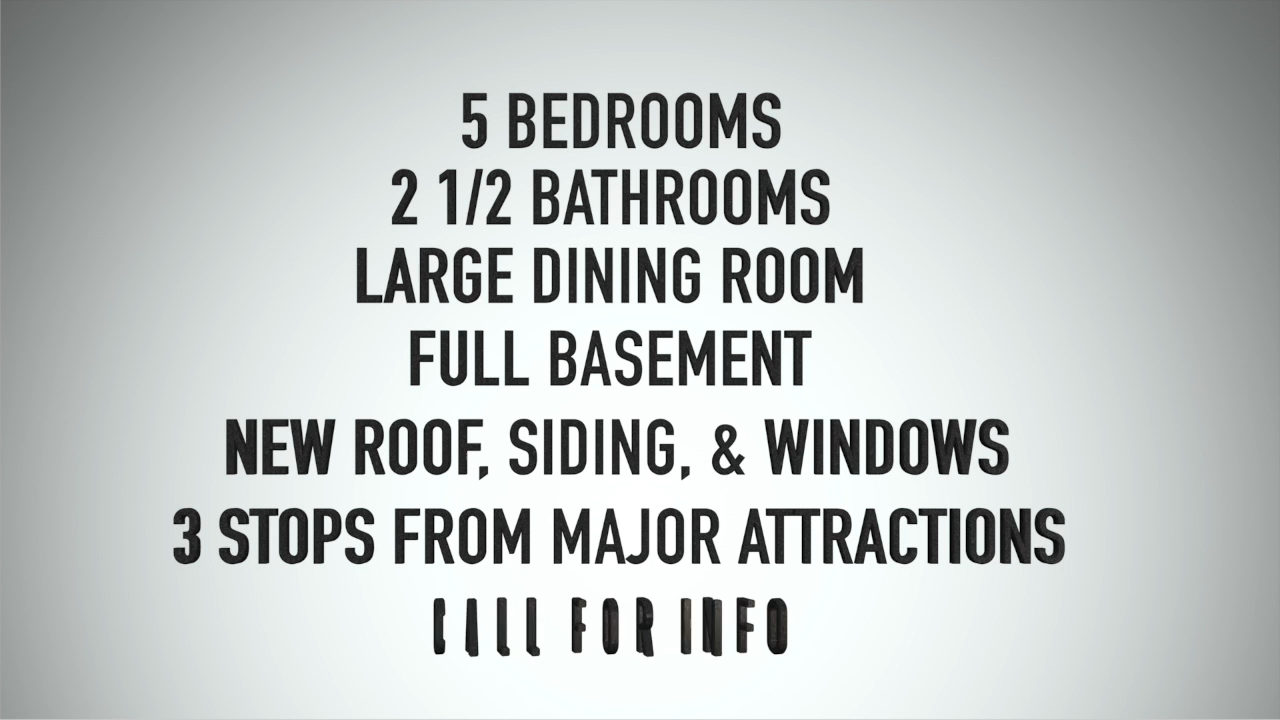 5 BEDROOMS
2 1/2 BATHROOMS
LARGE DINING ROOM
FULL BASEMENT
NEW ROOF, SIDING, & WINDOWS
3 STOPS FROM MAJOR ATTRACTIONS
CALL FOR INFO